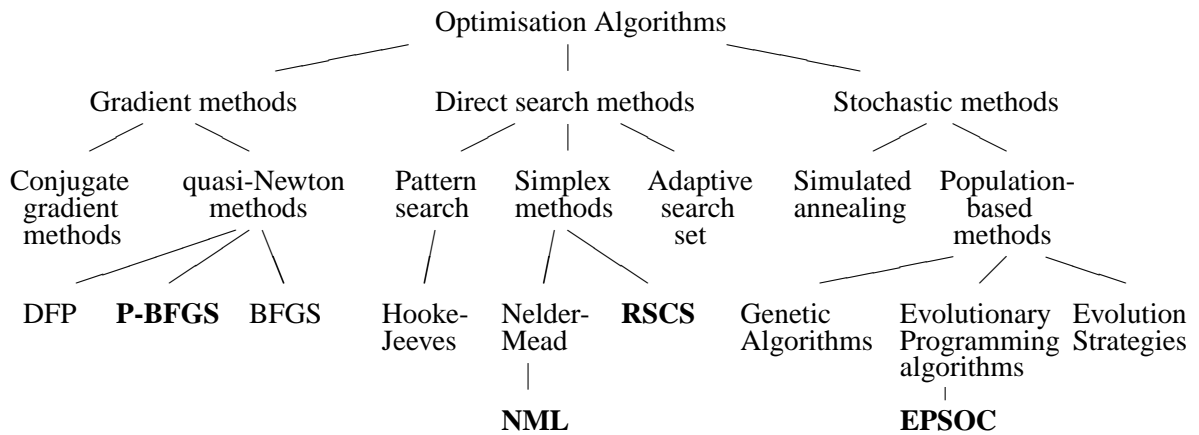 Optimisation Algorithms
Gradient methods
Direct search methods
Stochastic methods
Conjugate
gradient
methods
quasi-Newton
methods
Pattern
search
Simplex
methods
Adaptive
search
set
Simulated
annealing
Population-
based
methods
DFP
P-BFGS
BFGS
Hooke-
Jeeves
Nelder-
Mead
RSCS
Genetic
Algorithms
Evolutionary
Programming
algorithms
Evolution
Strategies
NML
EPSOC